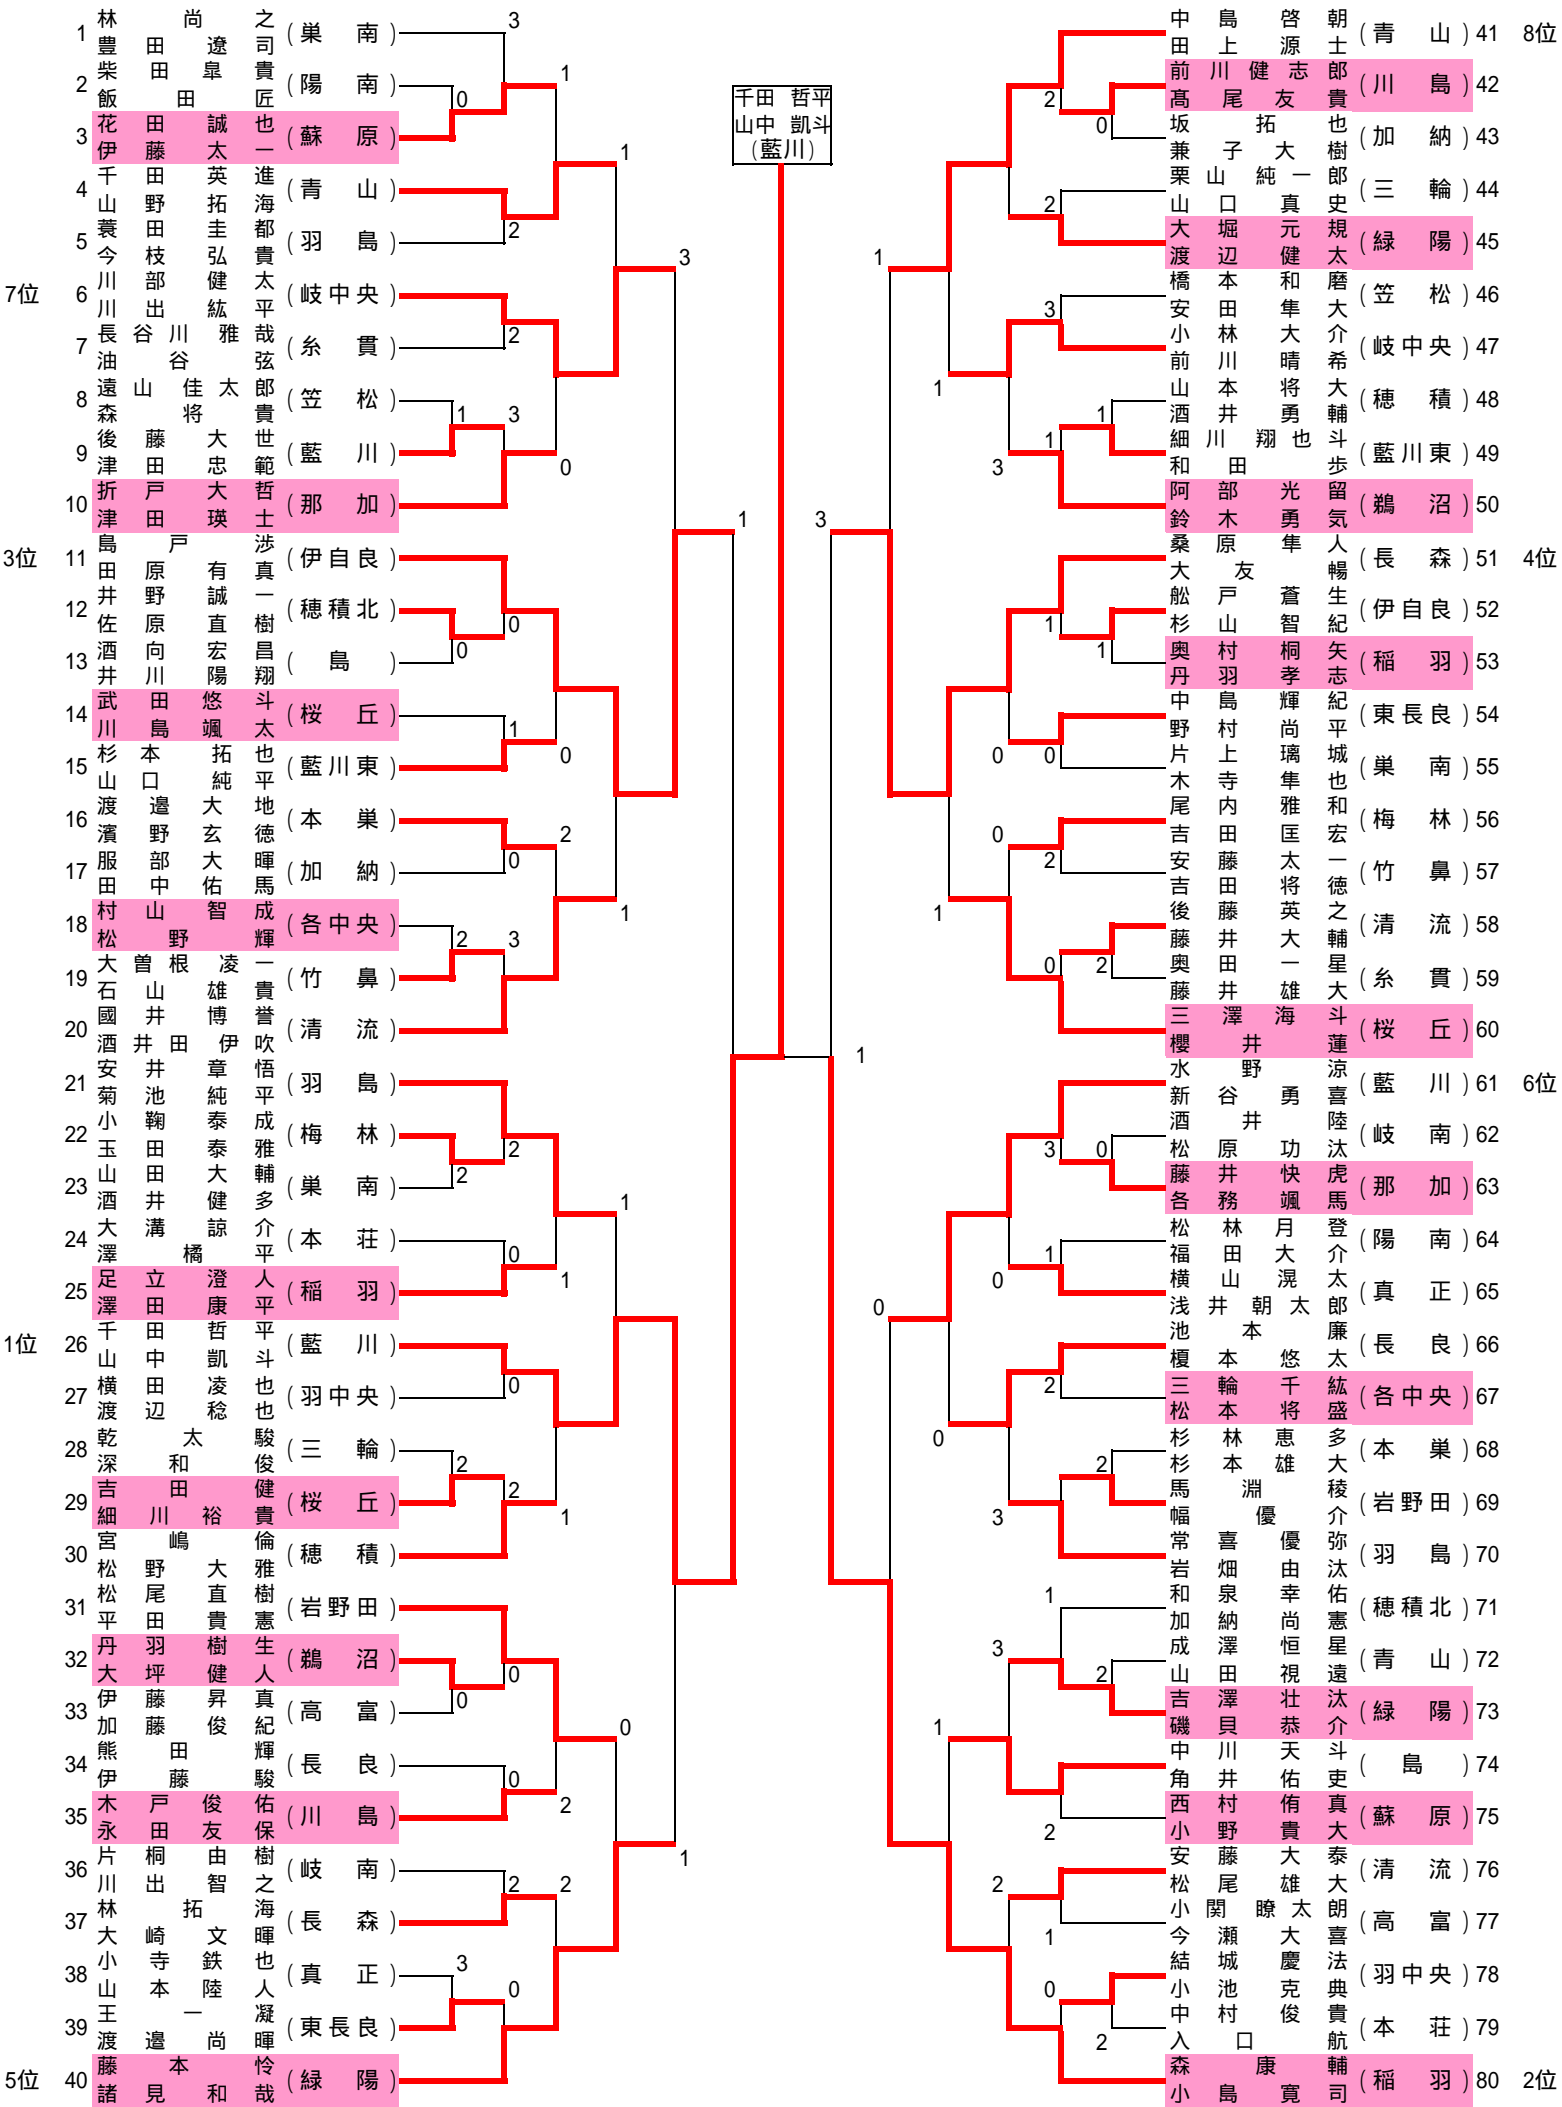 千田 哲平
山中 凱斗
(藍川)
1 林尚之 豊田遼司 (巣南)
2 柴田皐貴 飯田匠 (陽南)
3 花田誠也 伊藤太一 (蘇原)
4 千田英進 山野拓海 (青山)
5 蓑田圭都 今枝弘貴 (羽島)
7位 6 川部健太 川出紘平 (岐中央)
7 長谷川雅哉 油谷弦 (糸貫)
8 遠山佳太郎 森将貴 (笠松)
9 後藤大世 津田忠範 (藍川)
10 折戸大哲 津田瑛士 (那加)
3位 11 島戸渉 田原有真 (伊自良)
12 井野誠一 佐原直樹 (穂積北)
13 酒向宏昌 井川陽翔 (島)
14 武田悠斗 川島颯太 (桜丘)
15 杉本拓也 山口純平 (藍川東)
16 渡邉大地 濱野玄徳 (本巣)
17 服部大暉 田中佑馬 (加納)
18 村山智成 松野輝 (各中央)
19 大曽根凌一 石山雄貴 (竹鼻)
20 國井博誉 酒井田伊吹 (清流)
21 安井章悟 菊池純平 (羽島)
22 小鞠泰成 玉田泰雅 (梅林)
23 山田大輔 酒井健多 (巣南)
24 大溝諒介 澤橘平 (本荘)
25 足立澄人 澤田康平 (稲羽)
1位 26 千田哲平 山中凱斗 (藍川)
27 横田凌也 渡辺稔也 (羽中央)
28 乾太駿 深和俊 (三輪)
29 吉田健 細川裕貴 (桜丘)
30 宮嶋倫 松野大雅 (穂積)
31 松尾直樹 平田貴憲 (岩野田)
32 丹羽樹生 大坪健人 (鵜沼)
33 伊藤昇真 加藤俊紀 (高富)
34 熊田輝 伊藤駿 (長良)
35 木戸俊佑 永田友保 (川島)
36 片桐由樹 川出智之 (岐南)
37 林拓海 大崎文暉 (長森)
38 小寺鉄也 山本陸人 (真正)
39 王一凝 渡邉尚暉 (東長良)
5位 40 藤本怜 諸見和哉 (緑陽)
中島啓朝 田上源士 (青山) 41 8位
前川健志郎 髙尾友貴 (川島) 42
坂拓也 兼子大樹 (加納) 43
栗山純一郎 山口真史 (三輪) 44
大堀元規 渡辺健太 (緑陽) 45
橋本和磨 安田隼大 (笠松) 46
小林大介 前川晴希 (岐中央) 47
山本将大 酒井勇輔 (穂積) 48
細川翔也斗 和田歩 (藍川東) 49
阿部光留 鈴木勇気 (鵜沼) 50
桑原隼人 大友暢 (長森) 51 4位
舩戸蒼生 杉山智紀 (伊自良) 52
奥村桐矢 丹羽孝志 (稲羽) 53
中島輝紀 野村尚平 (東長良) 54
片上璃城 木寺隼也 (巣南) 55
尾内雅和 吉田匡宏 (梅林) 56
安藤太一 吉田将徳 (竹鼻) 57
後藤英之 藤井大輔 (清流) 58
奥田一星 藤井雄大 (糸貫) 59
三澤海斗 櫻井蓮 (桜丘) 60
水野涼 新谷勇喜 (藍川) 61 6位
酒井陸 松原功汰 (岐南) 62
藤井快虎 各務颯馬 (那加) 63
松林月登 福田大介 (陽南) 64
横山滉太 浅井朝太郎 (真正) 65
池本廉 榎本悠太 (長良) 66
三輪千紘 松本将盛 (各中央) 67
杉林恵多 杉本雄大 (本巣) 68
馬淵稜 幅優介 (岩野田) 69
常喜優弥 岩畑由汰 (羽島) 70
和泉幸佑 加納尚憲 (穂積北) 71
成澤恒星 山田視遠 (青山) 72
吉澤壮汰 磯貝恭介 (緑陽) 73
中川天斗 角井佑吏 (島) 74
西村侑真 小野貴大 (蘇原) 75
安藤大泰 松尾雄大 (清流) 76
小関瞭太朗 今瀬大喜 (高富) 77
結城慶法 小池克典 (羽中央) 78
中村俊貴 入口航 (本荘) 79
森康輔 小島寛司 (稲羽) 80 2位